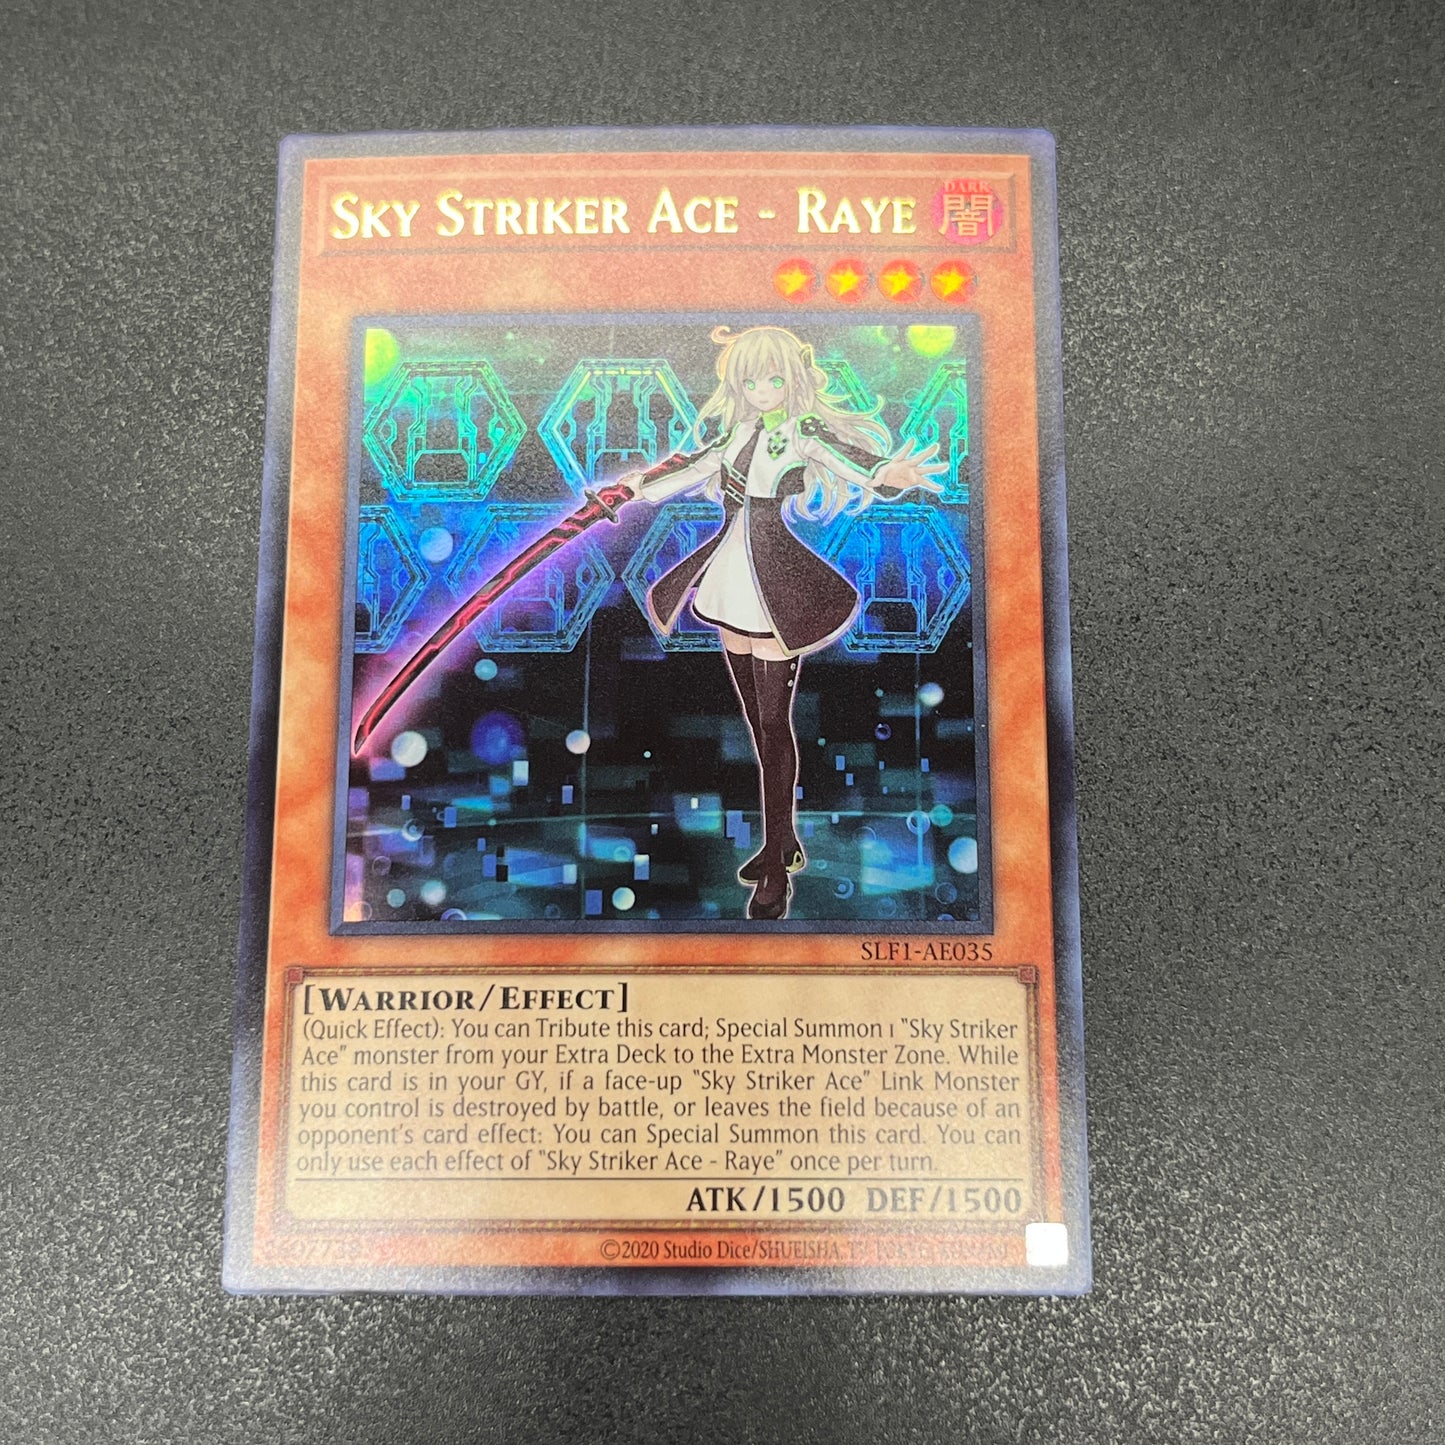 SKY STRIKER ACE - RAYE
DARK
闇
SLF1-AE035
[WARRIOR/EFFECT]
(Quick Effect): You can Tribute this card; Special Summon 1 "Sky Striker
Ace" monster from your Extra Deck to the Extra Monster Zone. While
this card is in your GY, if a face-up "Sky Striker Ace" Link Monster
you control is destroyed by battle, or leaves the field because of an
opponent's card effect: You can Special Summon this card. You can
only use each effect of "Sky Striker Ace - Raye" once per turn.
ATK/1500 DEF/1500
©2020 Studio Dice/SHUEISHA,